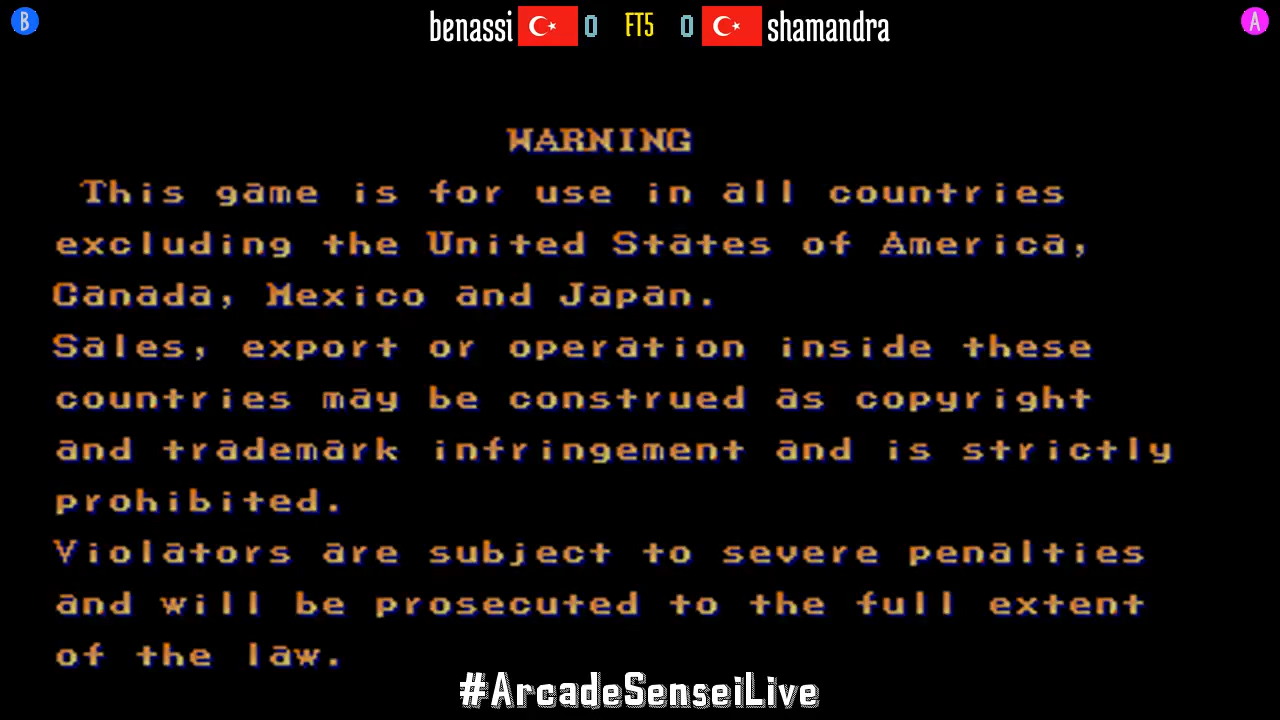 B benassi 0 FT5 0 shamandra A
WARNING
This game is for use in all countries
excluding the United States of America,
Canada, Mexico and Japan.
Sales, export or operation inside these
countries may be construed as copyright
and trademark infringement and is strictly
prohibited.
Violators are subject to severe penalties
and will be prosecuted to the full extent
of the law.
#ArcadeSenseiLive